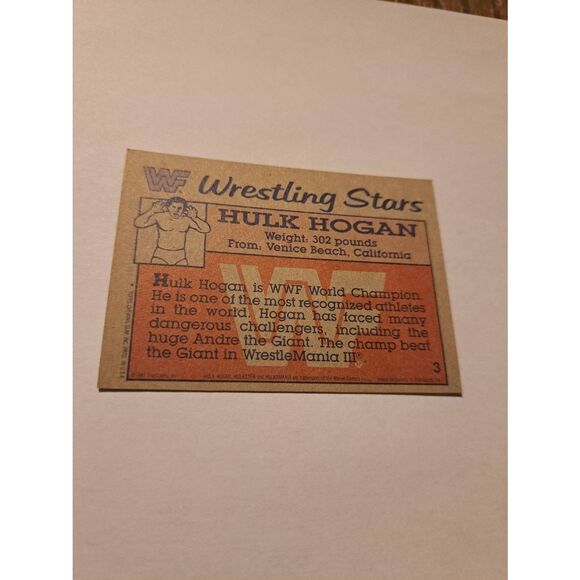 WF Wrestling Stars
HULK HOGAN
Weight: 302 pounds
From: Venice Beach, California
Hulk Hogan is WWF World Champion.
He is one of the most recognized athletes
in the world. Hogan has faced many
dangerous challengers, including the
huge Andre the Giant. The champ beat
the Giant in WrestleMania III®.
3